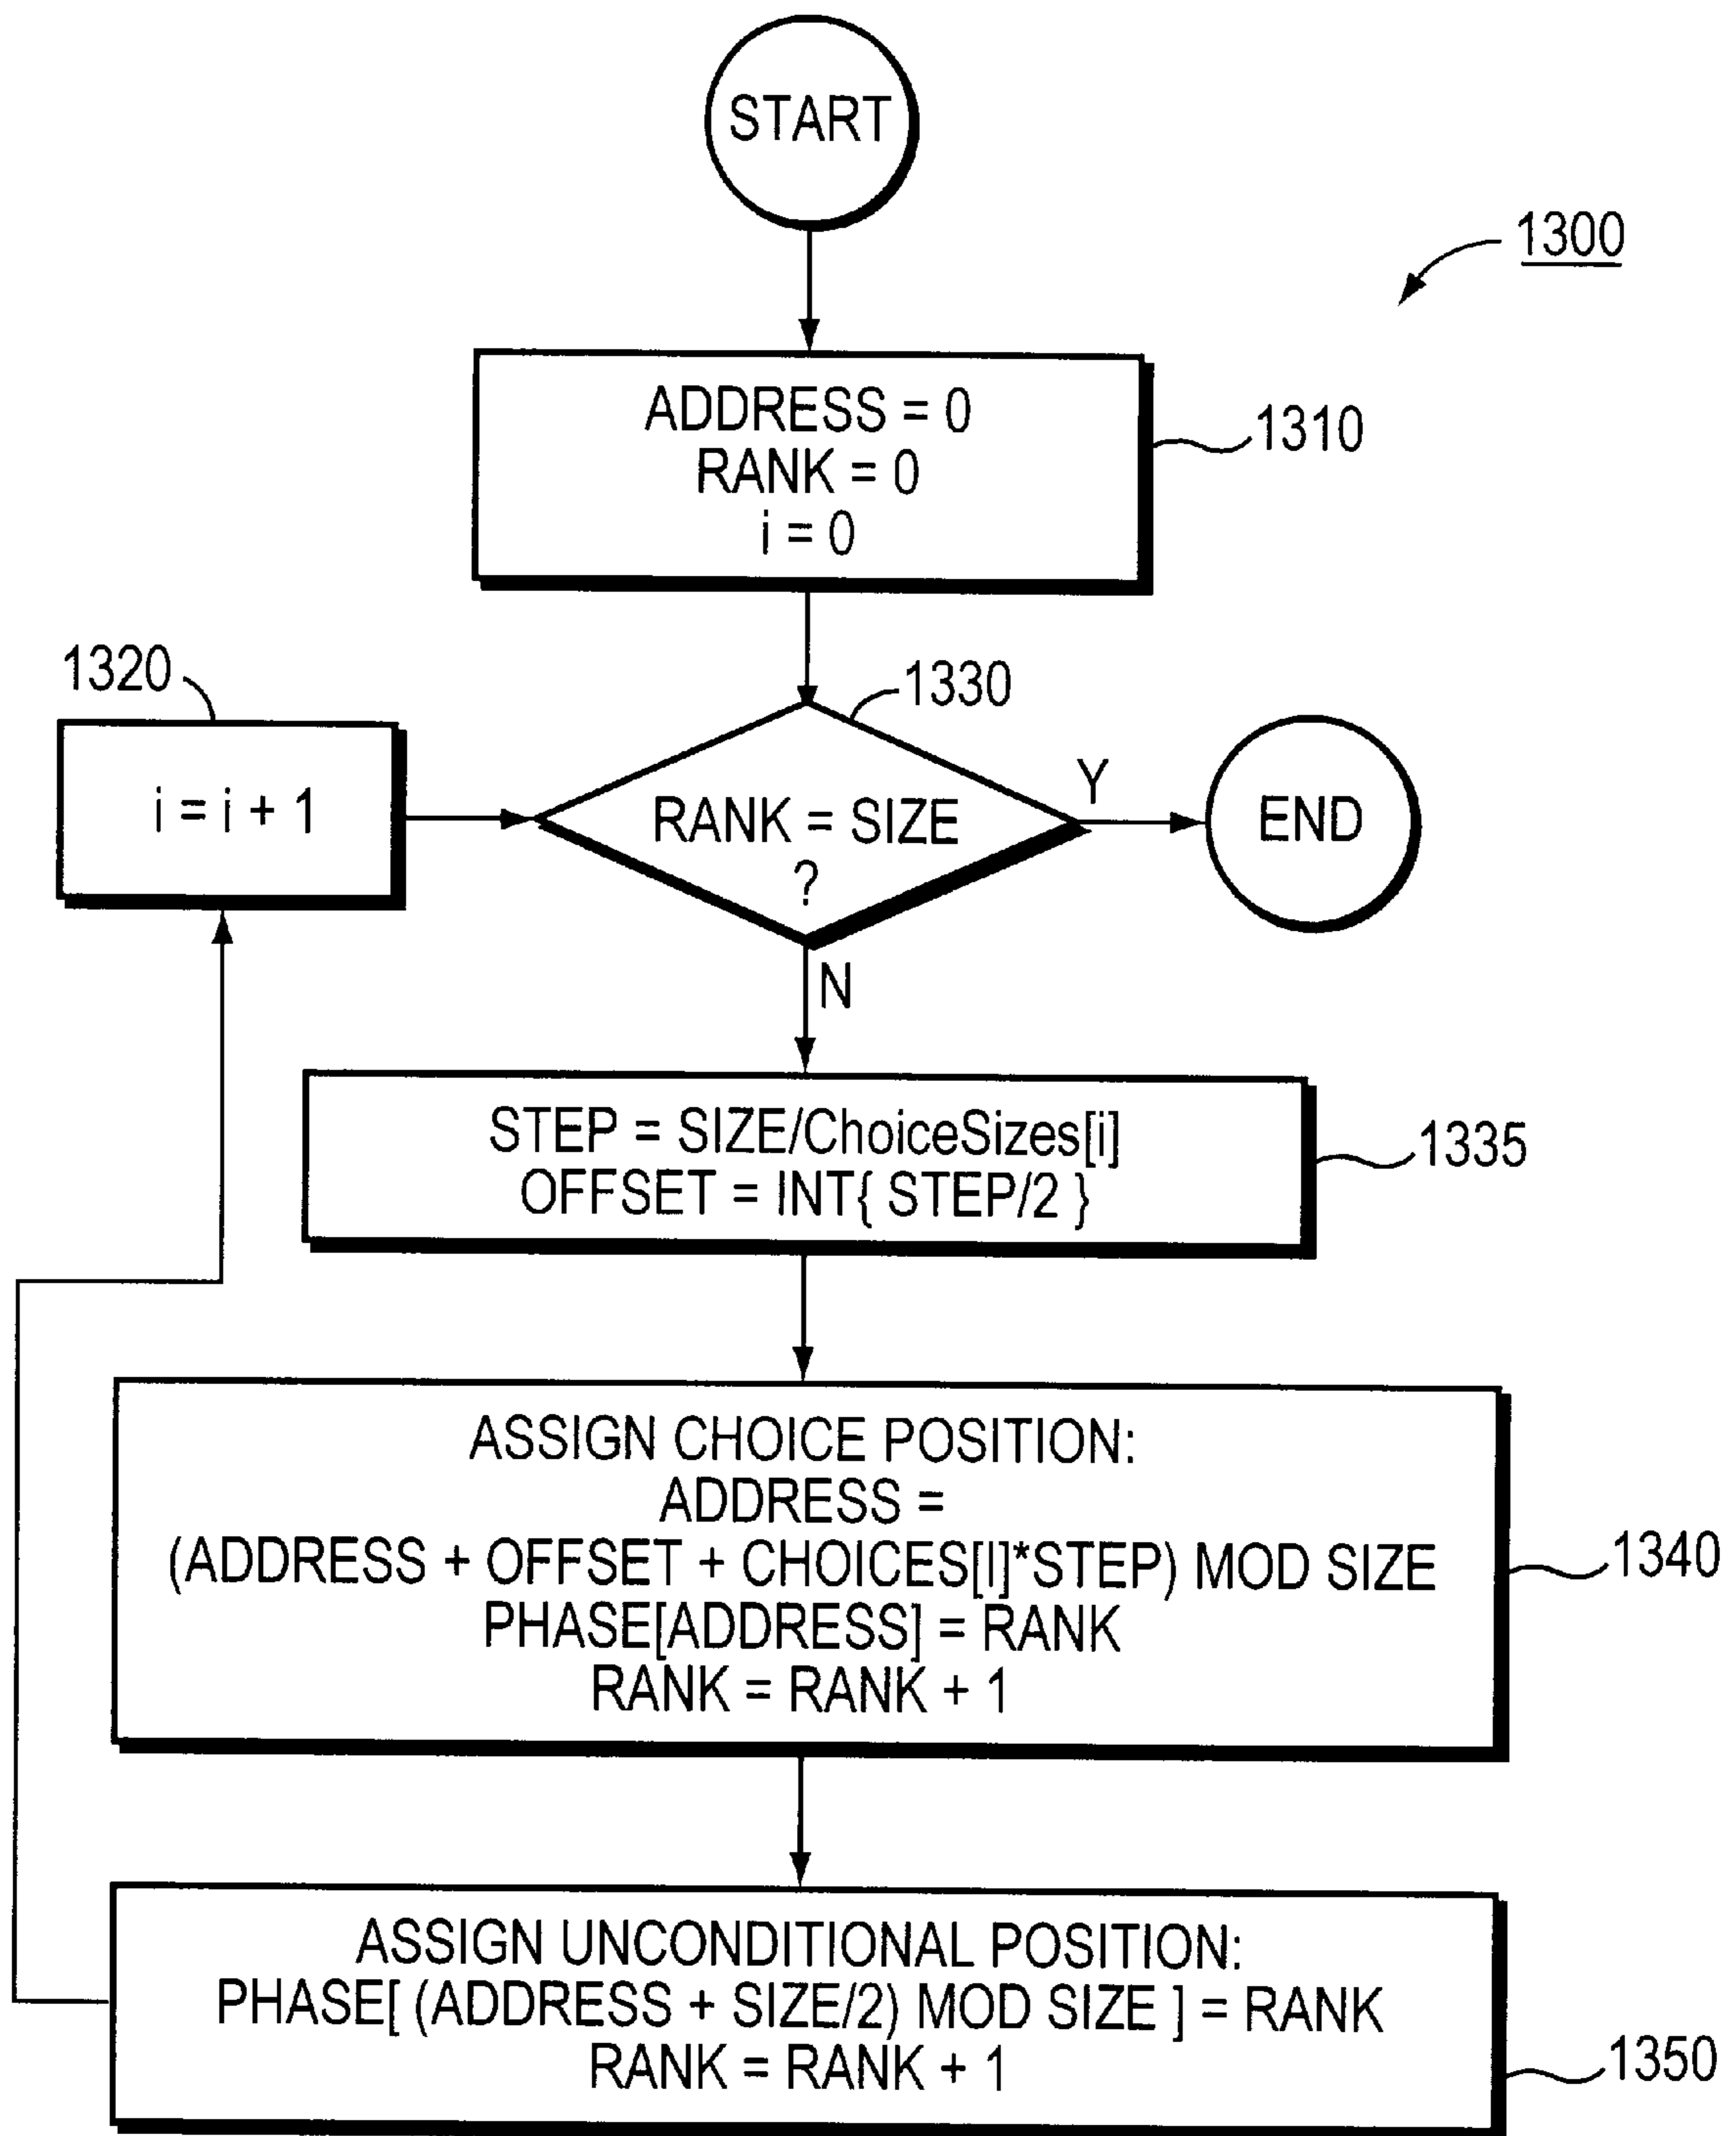 START
1300
ADDRESS = 0
RANK = 0
i = 0
1310
1320
i = i + 1
1330
RANK = SIZE
?
Y
END
N
STEP = SIZE/ChoiceSizes[i]
OFFSET = INT{ STEP/2 }
1335
ASSIGN CHOICE POSITION:
ADDRESS =
(ADDRESS + OFFSET + CHOICES[I]*STEP) MOD SIZE
PHASE[ADDRESS] = RANK
RANK = RANK + 1
1340
ASSIGN UNCONDITIONAL POSITION:
PHASE[ (ADDRESS + SIZE/2) MOD SIZE ] = RANK
RANK = RANK + 1
1350